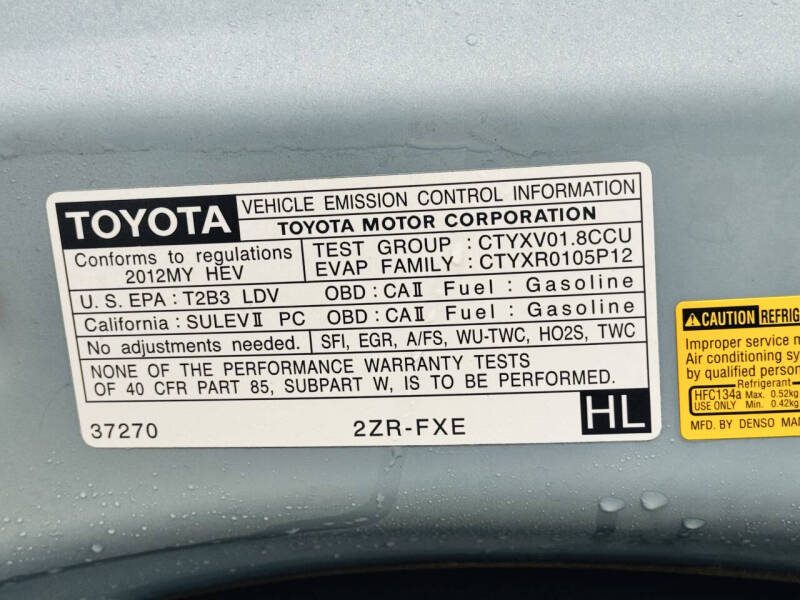 TOYOTA VEHICLE EMISSION CONTROL INFORMATION
TOYOTA MOTOR CORPORATION
Conforms to regulations
2012MY HEV
TEST GROUP : CTYXV01.8CCU
EVAP FAMILY : CTYXR0105P12
U.S. EPA : T2B3 LDV OBD : CAⅡ Fuel : Gasoline
California : SULEVⅡ PC OBD : CAⅡ Fuel : Gasoline
No adjustments needed. SFI, EGR, A/FS, WU-TWC, HO2S, TWC
NONE OF THE PERFORMANCE WARRANTY TESTS
OF 40 CFR PART 85, SUBPART W, IS TO BE PERFORMED.
37270 2ZR-FXE HL
CAUTION REFRIG
Improper service m
Air conditioning sy
by qualified person
Refrigerant
HFC134a Max. 0.52kg
USE ONLY Min. 0.42kg
MFD. BY DENSO MAN